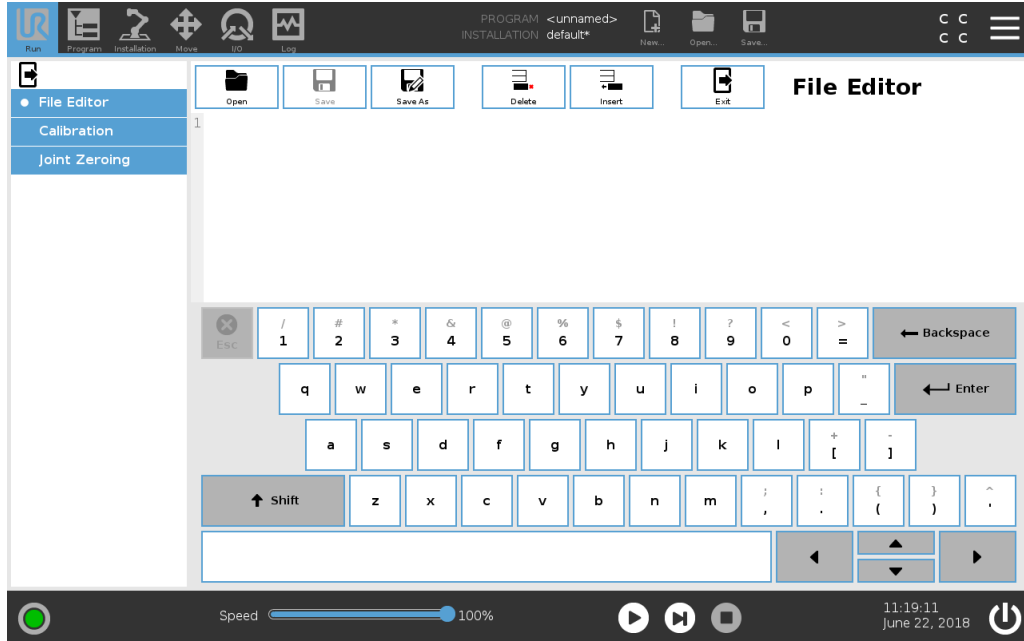 PROGRAM <unnamed>
INSTALLATION default*
UR
Run
Program
Installation
Move
I/O
Log
New...
Open...
Save...
C C
C C
File Editor
Calibration
Joint Zeroing
Open
Save
Save As
Delete
Insert
Exit
File Editor
1
Esc
/ # * & @ % $ ! ? < >
1 2 3 4 5 6 7 8 9 0 =
Backspace
"
q w e r t y u i o p _
Enter
+ -
a s d f g h j k l [ ]
Shift
; : { } ^
z x c v b n m , . ( ) '
Speed 100%
11:19:11
June 22, 2018